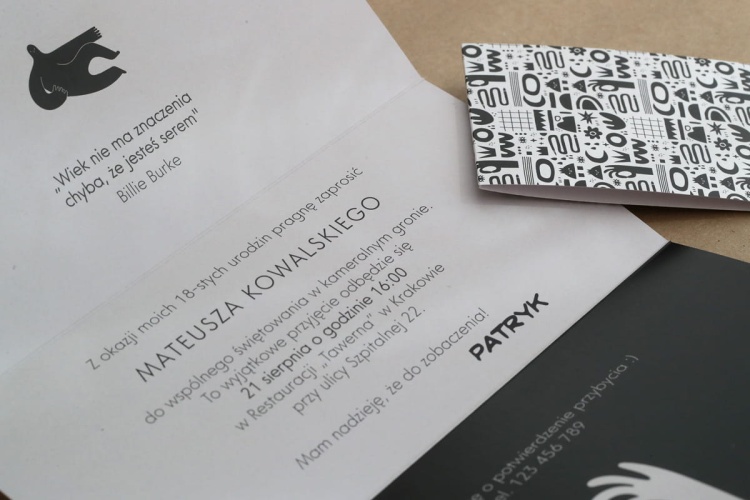 „Wiek nie ma znaczenia
chyba, że jesteś serem”
Billie Burke
Z okazji moich 18-stych urodzin pragnę zaprosić
MATEUSZA KOWALSKIEGO
do wspólnego świętowania w kameralnym gronie.
To wyjątkowe przyjęcie odbędzie się
21 sierpnia o godzinie 16:00
w Restauracji „Tawerna” w Krakowie
przy ulicy Szpitalnej 22.
Mam nadzieję, że do zobaczenia!
PATRYK
o potwierdzenie przybycia :)
tel. 123 456 789